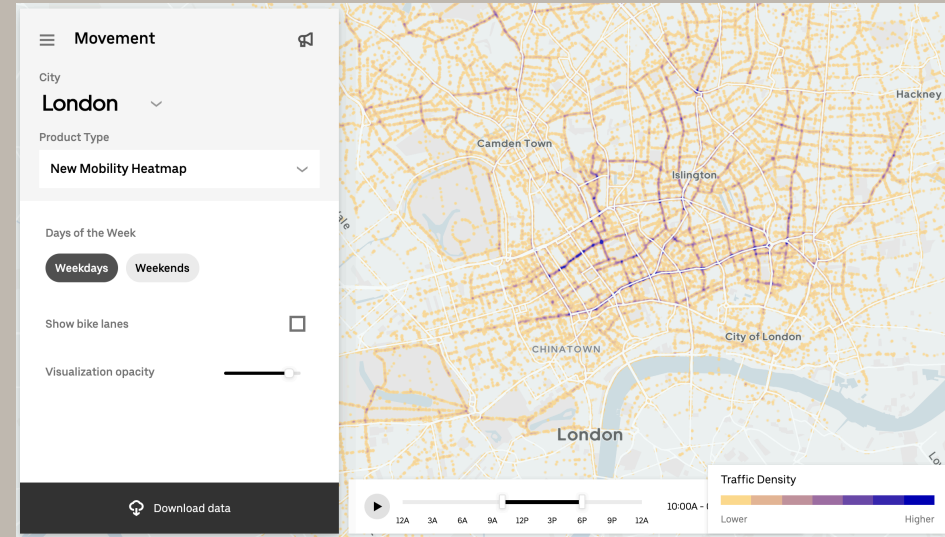 Movement
City
London
Product Type
New Mobility Heatmap
Days of the Week
Weekdays Weekends
Show bike lanes
Visualization opacity
Download data
Hackney
Camden Town
Islington
City of London
CHINATOWN
London
12A 3A 6A 9A 12P 3P 6P 9P 12A
10:00A -
Traffic Density
Lower Higher